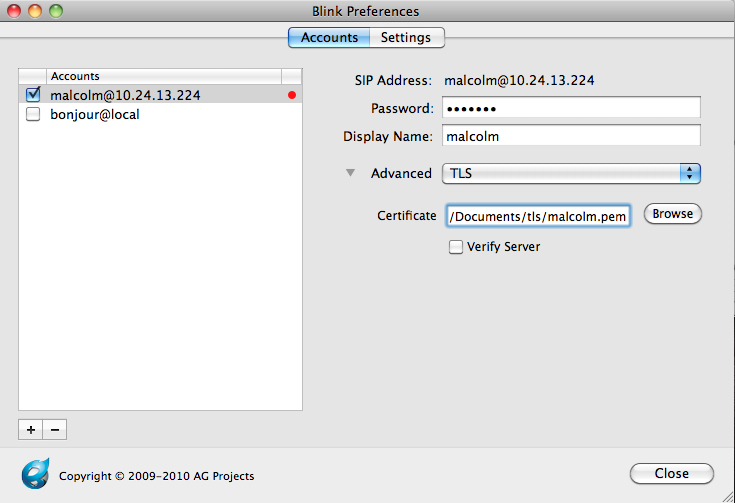 Blink Preferences
Accounts
Settings
Accounts
malcolm@10.24.13.224
bonjour@local
SIP Address: malcolm@10.24.13.224
Password: •••••••
Display Name: malcolm
Advanced TLS
Certificate /Documents/tls/malcolm.pem Browse
Verify Server
+ −
Copyright © 2009-2010 AG Projects
Close